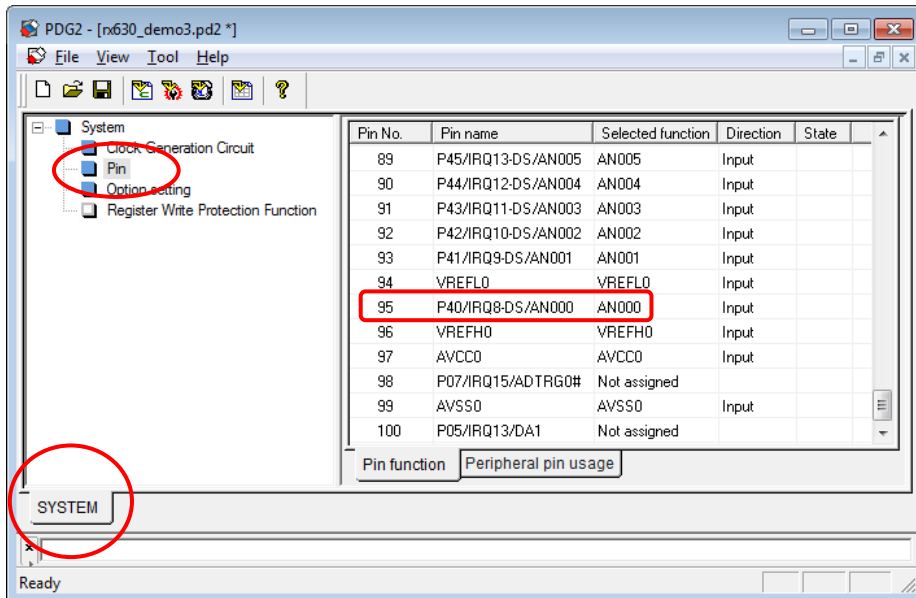 PDG2 - [rx630_demo3.pd2 *]
File View Tool Help
System
Clock Generation Circuit
Pin
Option setting
Register Write Protection Function
Pin No. Pin name Selected function Direction State
89 P45/IRQ13-DS/AN005 AN005 Input
90 P44/IRQ12-DS/AN004 AN004 Input
91 P43/IRQ11-DS/AN003 AN003 Input
92 P42/IRQ10-DS/AN002 AN002 Input
93 P41/IRQ9-DS/AN001 AN001 Input
94 VREFL0 VREFL0 Input
95 P40/IRQ8-DS/AN000 AN000 Input
96 VREFH0 VREFH0 Input
97 AVCC0 AVCC0 Input
98 P07/IRQ15/ADTRG0# Not assigned
99 AVSS0 AVSS0 Input
100 P05/IRQ13/DA1 Not assigned
Pin function Peripheral pin usage
SYSTEM
Ready